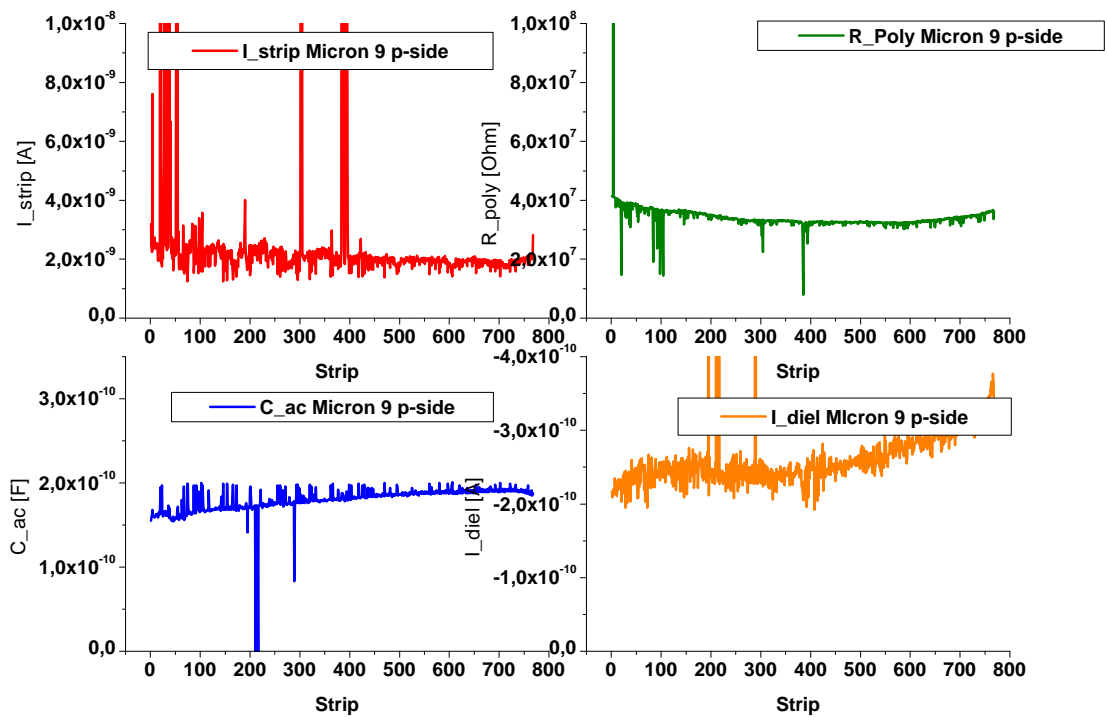 1,0x10-8
8,0x10-9
6,0x10-9
4,0x10-9
2,0x10-9
0,0
I_strip [A]
I_strip Micron 9 p-side
0 100 200 300 400 500 600 700 800
Strip
1,0x108
8,0x107
6,0x107
4,0x107
2,0x107
0,0
R_poly [Ohm]
R_Poly Micron 9 p-side
0 100 200 300 400 500 600 700 800
Strip
3,0x10-10
2,0x10-10
1,0x10-10
0,0
C_ac [F]
C_ac Micron 9 p-side
0 100 200 300 400 500 600 700 800
Strip
-4,0x10-10
-3,0x10-10
-2,0x10-10
-1,0x10-10
0,0
I_diel [A]
I_diel MIcron 9 p-side
0 100 200 300 400 500 600 700 800
Strip